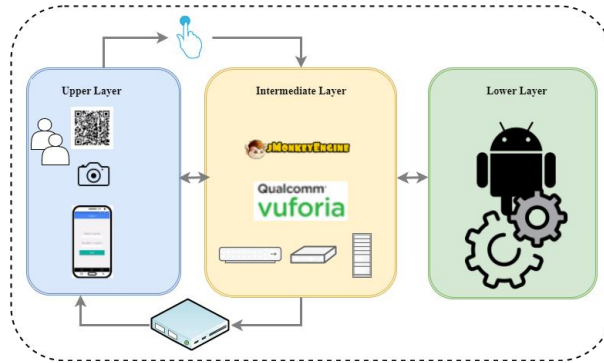 Upper Layer
Intermediate Layer
Lower Layer
jMonkeyEngine
Qualcomm
vuforia